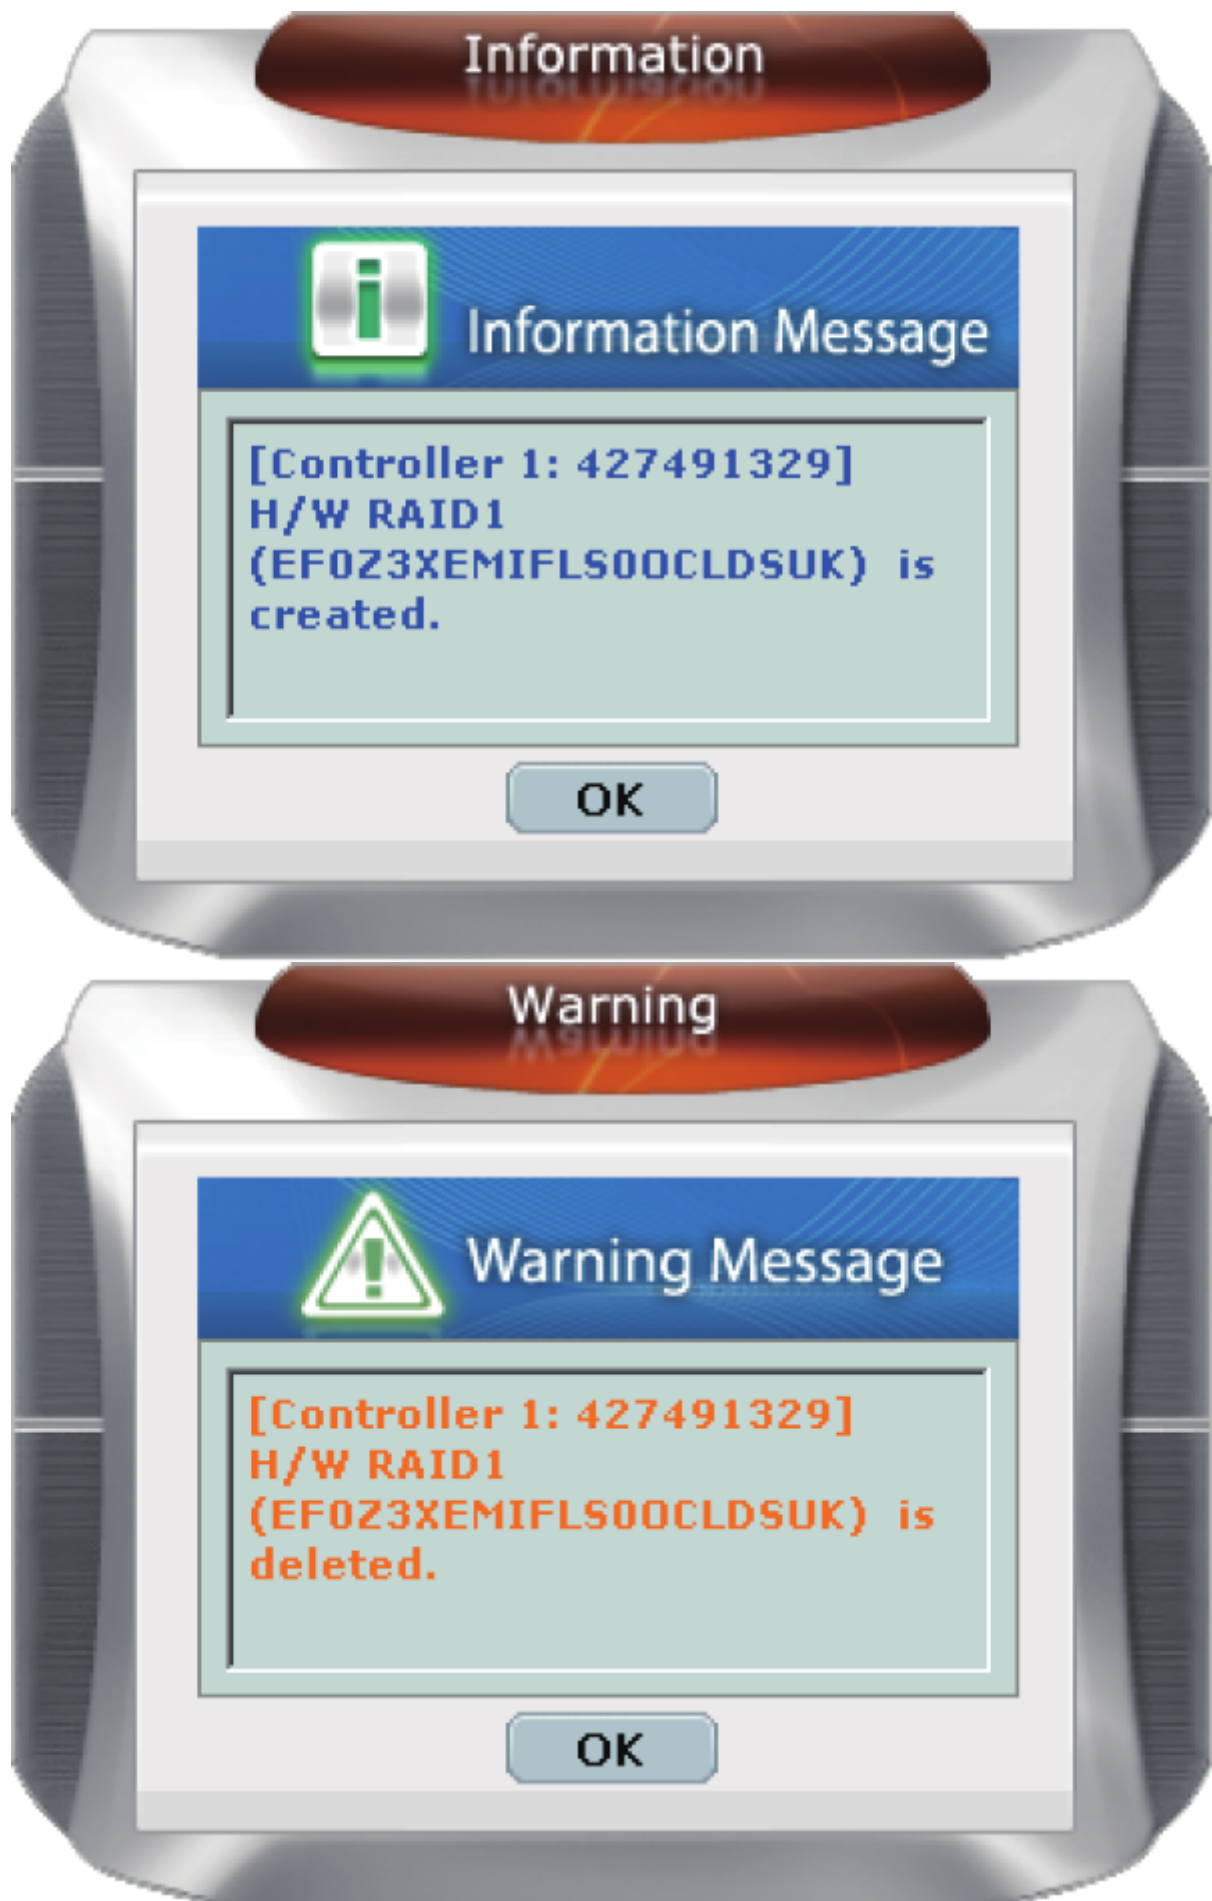 Information
Information Message
[Controller 1: 427491329]
H/W RAID1
(EF0Z3XEMIFLS0OCLDSUK) is
created.
OK
Warning
Warning Message
[Controller 1: 427491329]
H/W RAID1
(EF0Z3XEMIFLS0OCLDSUK) is
deleted.
OK